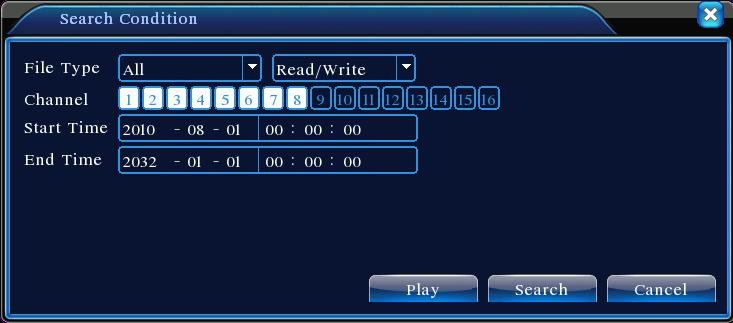 Search Condition
File Type All Read/Write
Channel 1 2 3 4 5 6 7 8 9 10 11 12 13 14 15 16
Start Time 2010 - 08 - 01 00 : 00 : 00
End Time 2032 - 01 - 01 00 : 00 : 00
Play Search Cancel